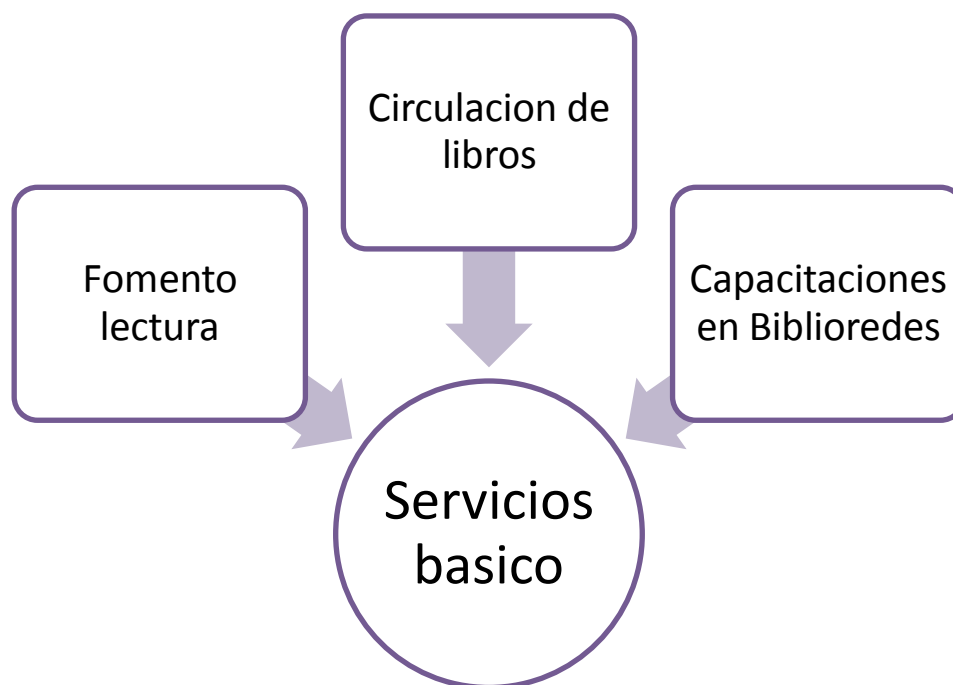 Circulacion de
libros
Fomento
lectura
Capacitaciones
en Biblioredes
Servicios
basico